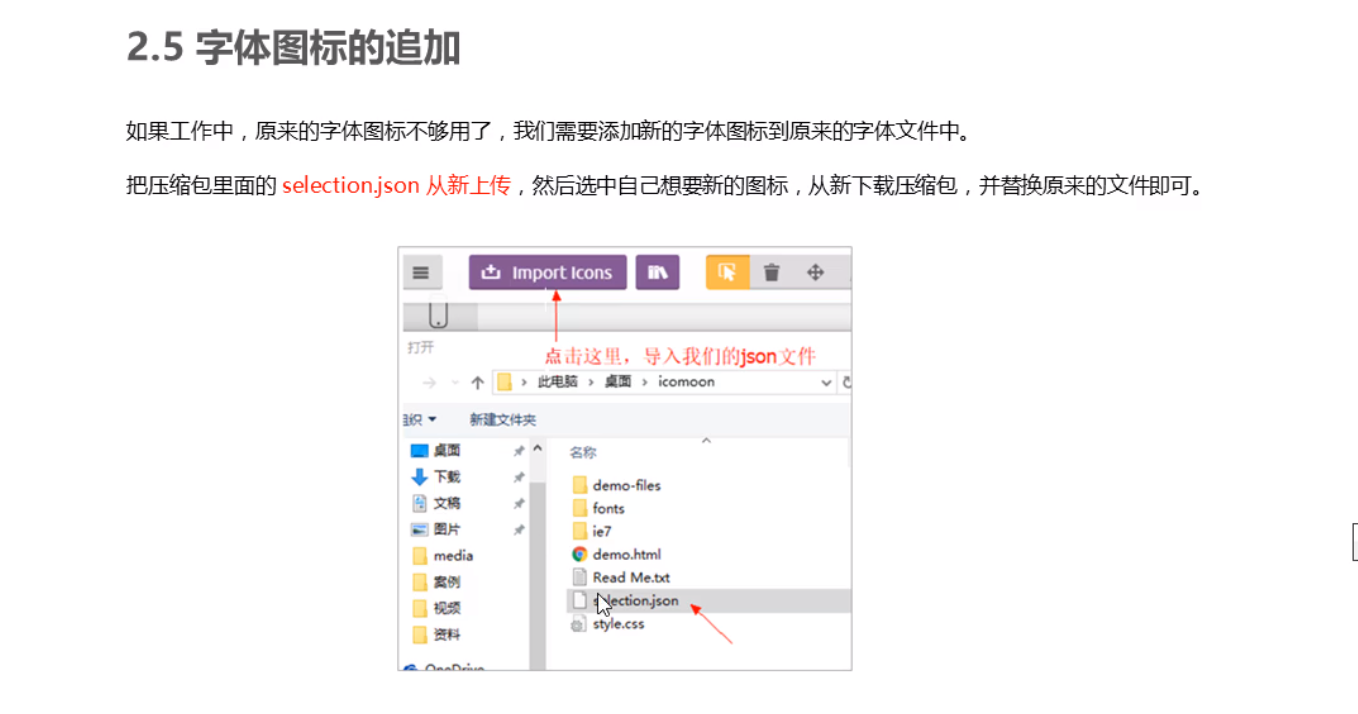 2.5 字体图标的追加
如果工作中，原来的字体图标不够用了，我们需要添加新的字体图标到原来的字体文件中。
把压缩包里面的 selection.json 从新上传，然后选中自己想要新的图标，从新下载压缩包，并替换原来的文件即可。
Import Icons
打开
点击这里，导入我们的json文件
此电脑 › 桌面 › icomoon
组织 新建文件夹
桌面
下载
文稿
图片
media
案例
视频
资料
OneDrive
名称
demo-files
fonts
ie7
demo.html
Read Me.txt
selection.json
style.css